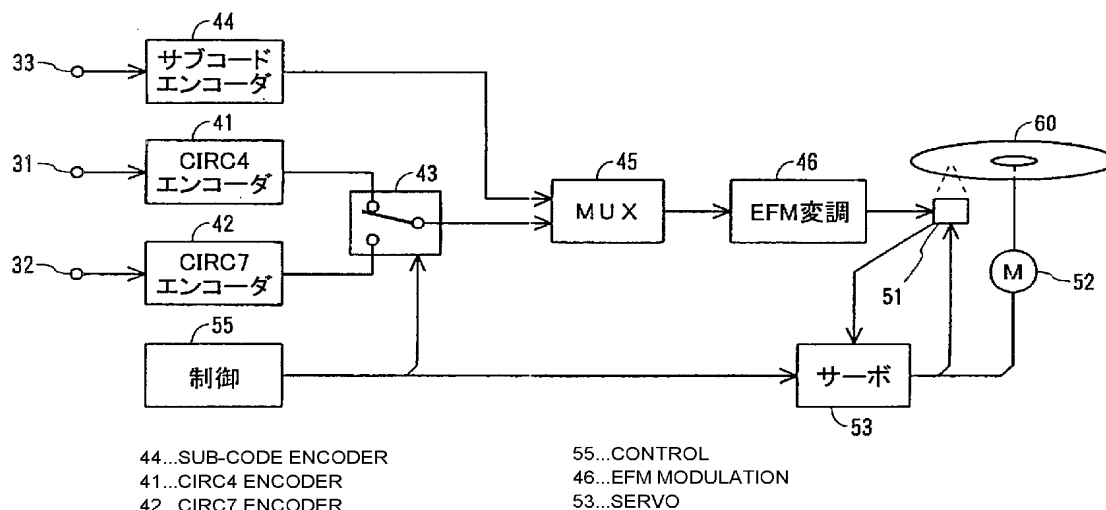 44
サブコード
エンコーダ
33
41
CIRC4
エンコーダ
31
43
42
CIRC7
エンコーダ
32
45
MUX
46
EFM変調
60
51
M
52
55
制御
サーボ
53
44...SUB-CODE ENCODER
41...CIRC4 ENCODER
42...CIRC7 ENCODER
55...CONTROL
46...EFM MODULATION
53...SERVO